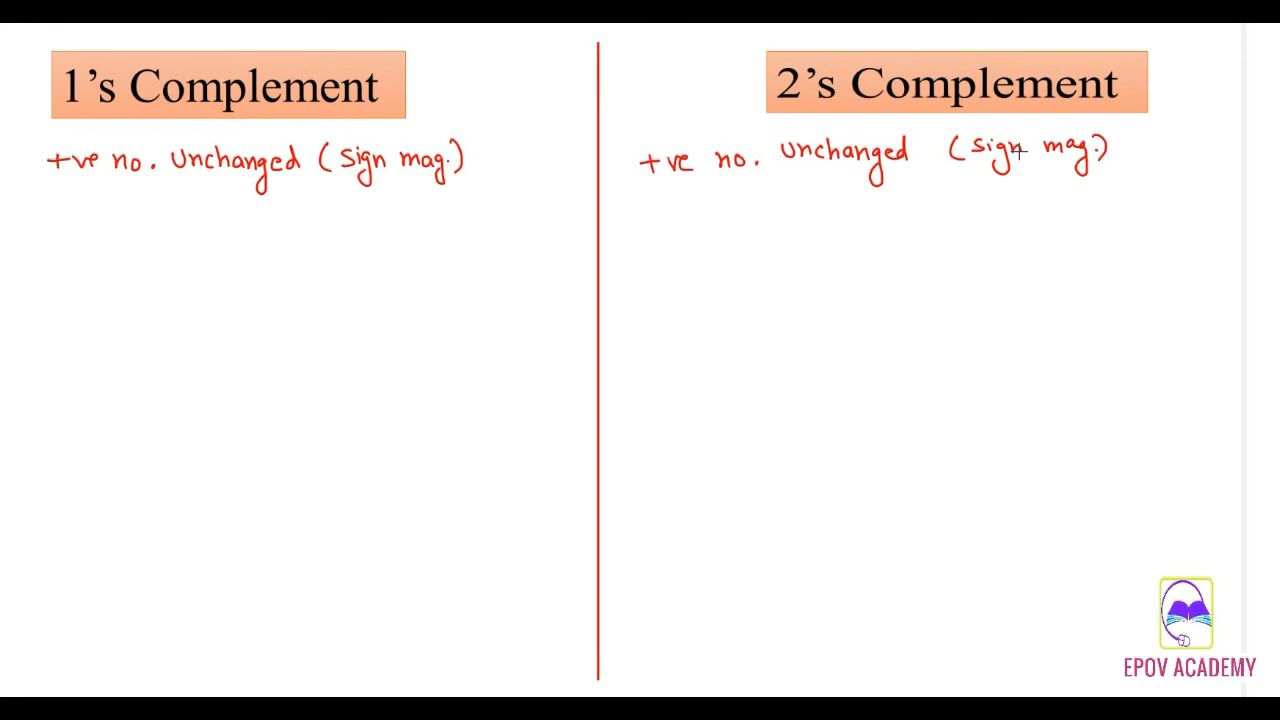 1's Complement
+ve no. unchanged (sign mag.)
2's Complement
+ve no. unchanged (sign mag.)
EPOV ACADEMY